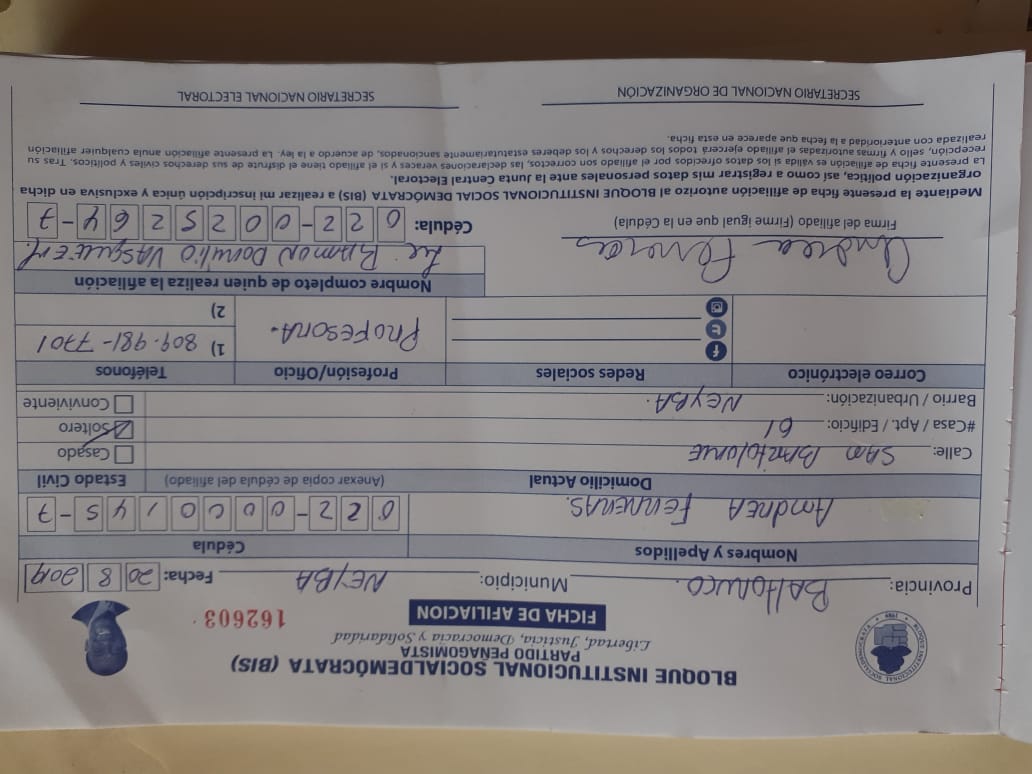 BLOQUE INSTITUCIONAL SOCIALDEMÓCRATA (BIS)
PARTIDO PEÑAGOMISTA
Libertad, Justicia, Democracia y Solidaridad
FICHA DE AFILIACION
162603
Provincia: BAHORUCO. Municipio: NEYBA Fecha: 20 8 2019
Nombres y Apellidos Cédula
ANDREA FERRERAS. 022-0000145-7
Domicilio Actual (Anexar copia de cédula del afiliado) Estado Civil
Calle: SAN BARTOLOME Casado
#Casa / Apt. / Edificio: 61 Soltero
Barrio / Urbanización: NEYBA. Conviviente
Correo electrónico Redes sociales Profesión/Oficio Teléfonos
PROFESORA. 1) 809-981-7701
2)
Nombre completo de quien realiza la afiliación
Andrea Ferreras Lic Ramon Domilio VASquez
Firma del afiliado (Firme igual que en la Cédula) Cédula: 022-0025264-7
Mediante la presente ficha de afiliación autorizo al BLOQUE INSTITUCIONAL SOCIAL DEMÓCRATA (BIS) a realizar mi inscripción única y exclusiva en dicha
organización política, así como a registrar mis datos personales ante la Junta Central Electoral.
La presente ficha de afiliación es válida si los datos ofrecidos por el afiliado son correctos, las declaraciones veraces y si el afiliado tiene el disfrute de sus derechos civiles y políticos. Tras su
recepción, sello y firmas autorizadas el afiliado ejercerá todos los derechos y los deberes estatutariamente sancionados, de acuerdo a la ley. La presente afiliación anula cualquier afiliación
realizada con anterioridad a la fecha que aparece en esta ficha.
SECRETARIO NACIONAL DE ORGANIZACIÓN SECRETARIO NACIONAL ELECTORAL